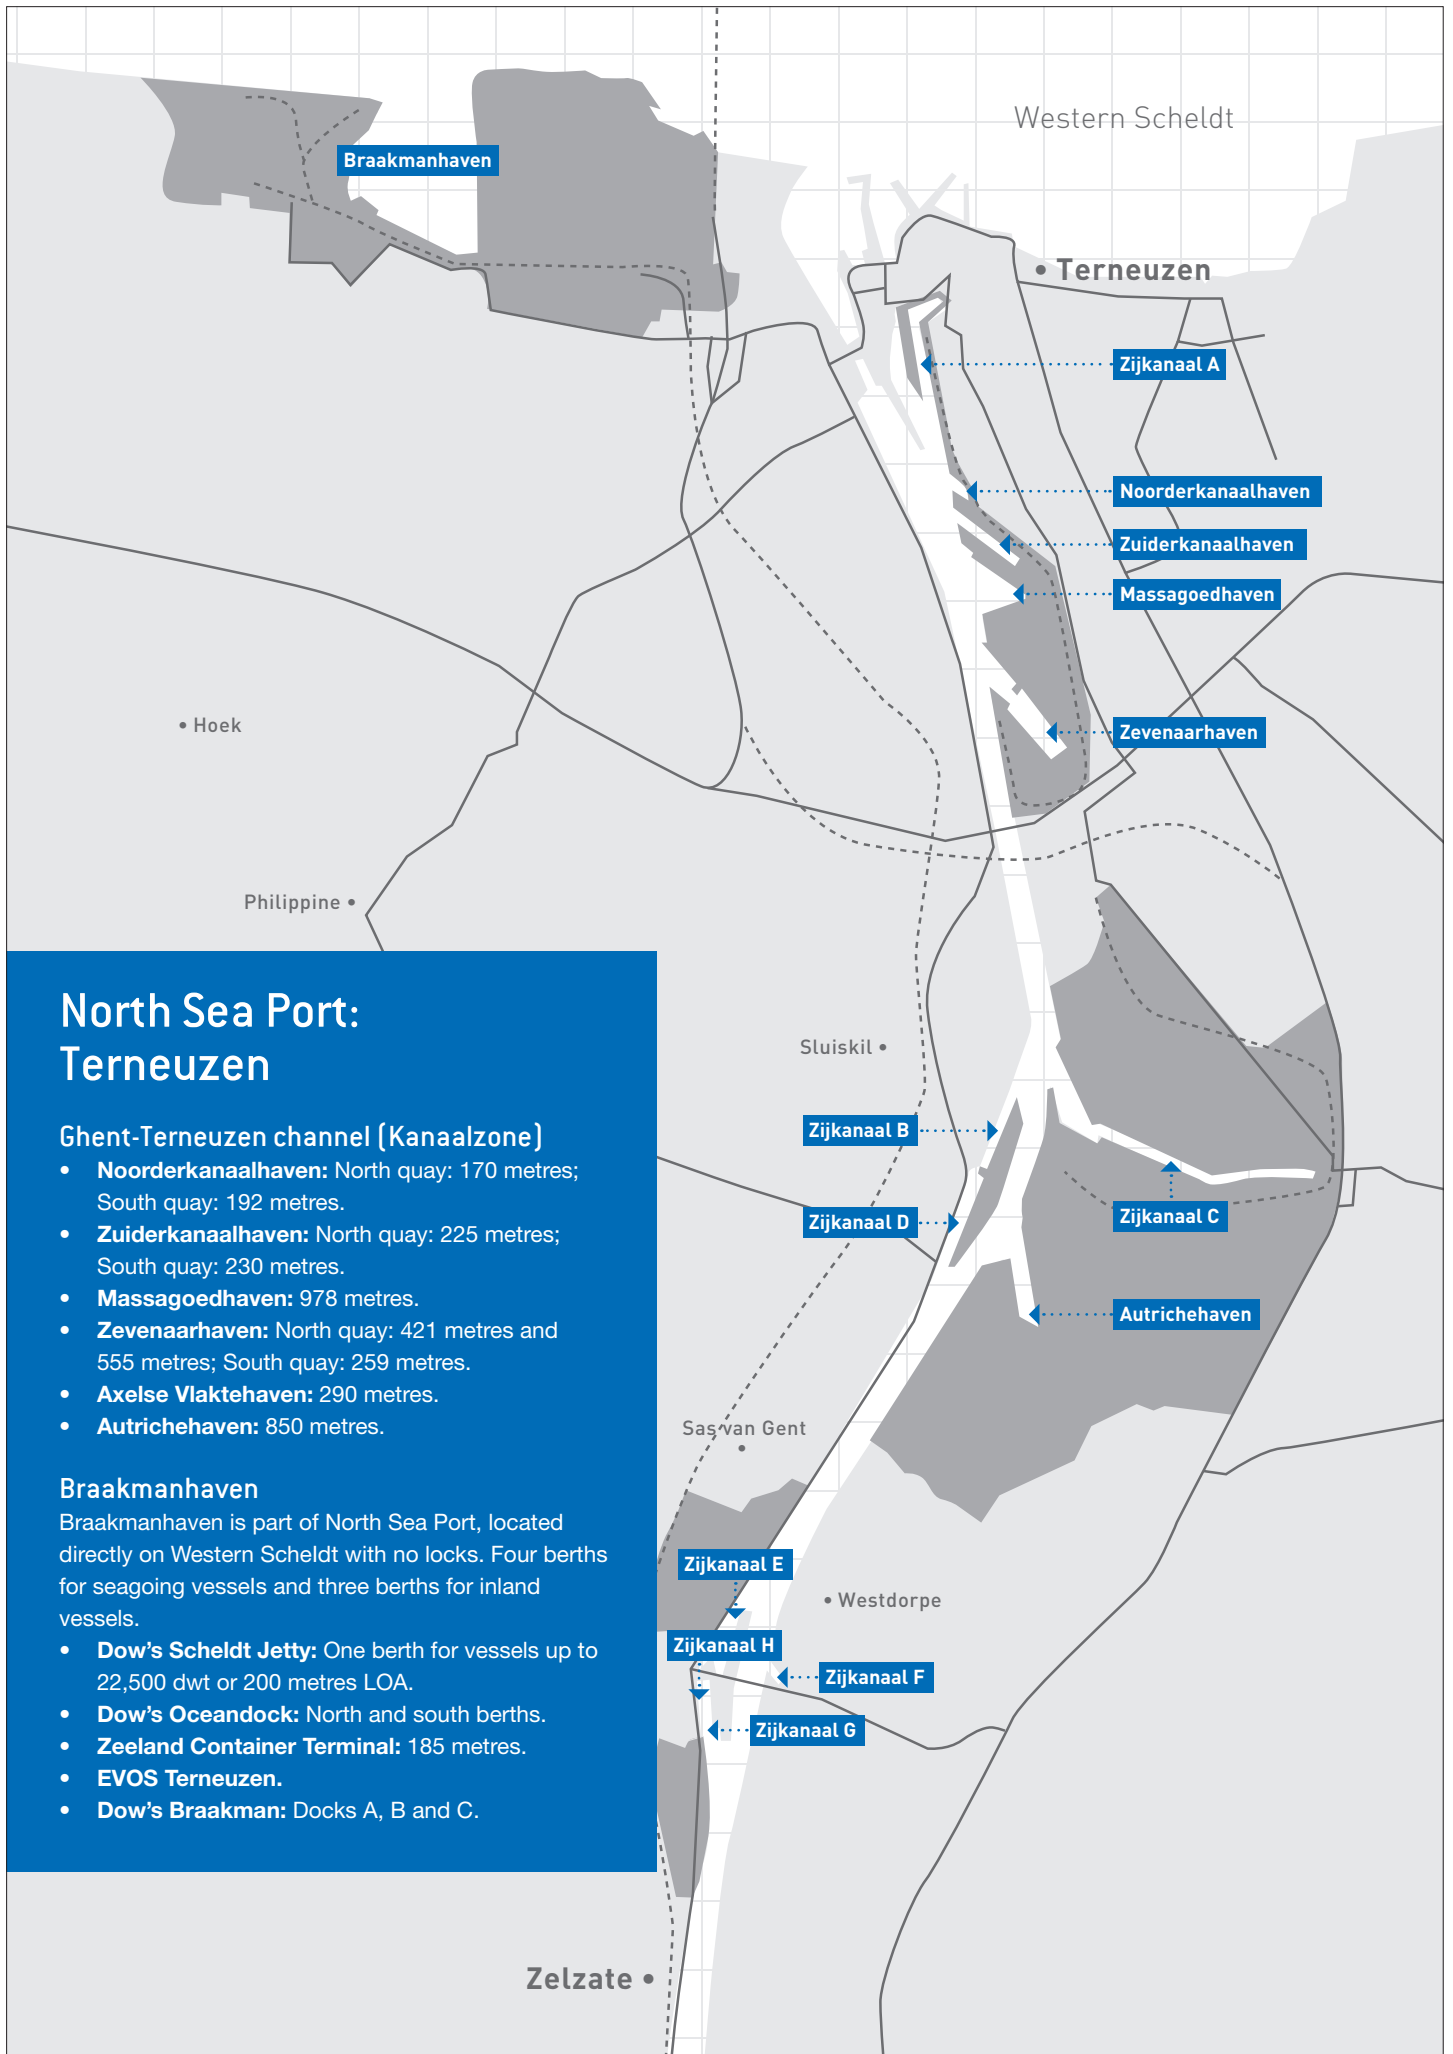 Western Scheldt
Braakmanhaven
• Terneuzen
Zijkanaal A
Noorderkanaalhaven
Zuiderkanaalhaven
Massagoedhaven
• Hoek
Zevenaarhaven
Philippine •
North Sea Port:
Terneuzen
Ghent-Terneuzen channel (Kanaalzone)
• Noorderkanaalhaven: North quay: 170 metres;
South quay: 192 metres.
• Zuiderkanaalhaven: North quay: 225 metres;
South quay: 230 metres.
• Massagoedhaven: 978 metres.
• Zevenaarhaven: North quay: 421 metres and
555 metres; South quay: 259 metres.
• Axelse Vlaktehaven: 290 metres.
• Autrichehaven: 850 metres.
Braakmanhaven
Braakmanhaven is part of North Sea Port, located
directly on Western Scheldt with no locks. Four berths
for seagoing vessels and three berths for inland
vessels.
• Dow's Scheldt Jetty: One berth for vessels up to
22,500 dwt or 200 metres LOA.
• Dow's Oceandock: North and south berths.
• Zeeland Container Terminal: 185 metres.
• EVOS Terneuzen.
• Dow's Braakman: Docks A, B and C.
Sluiskil •
Zijkanaal B
Zijkanaal D
Zijkanaal C
Autrichehaven
Sas van Gent
•
Zijkanaal E
• Westdorpe
Zijkanaal H
Zijkanaal F
Zijkanaal G
Zelzate •